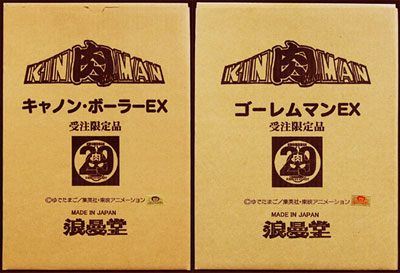 KIN肉MAN
キャノン・ボーラーEX
受注限定品
29
©ゆでたまご/集英社・東映アニメーション
MADE IN JAPAN
浪曼堂
KIN肉MAN
ゴーレムマンEX
受注限定品
29
©ゆでたまご/集英社・東映アニメーション
MADE IN JAPAN
浪曼堂